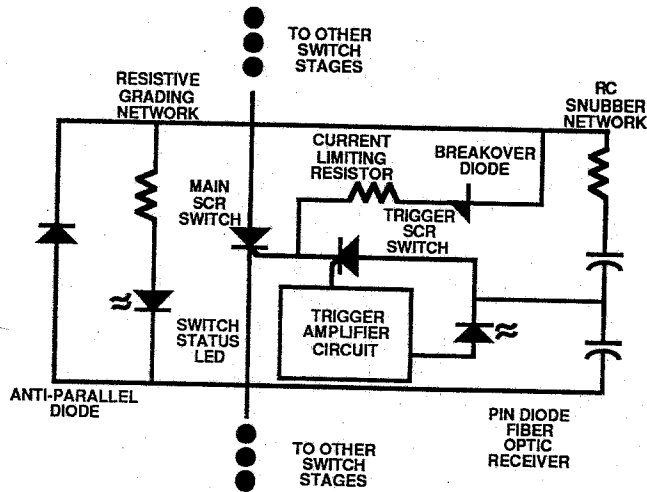 TO OTHER
SWITCH
STAGES
RESISTIVE
GRADING
NETWORK
RC
SNUBBER
NETWORK
CURRENT
LIMITING
RESISTOR
BREAKOVER
DIODE
MAIN
SCR
SWITCH
TRIGGER
SCR
SWITCH
TRIGGER
AMPLIFIER
CIRCUIT
SWITCH
STATUS
LED
ANTI-PARALLEL
DIODE
PIN DIODE
FIBER
OPTIC
RECEIVER
TO OTHER
SWITCH
STAGES